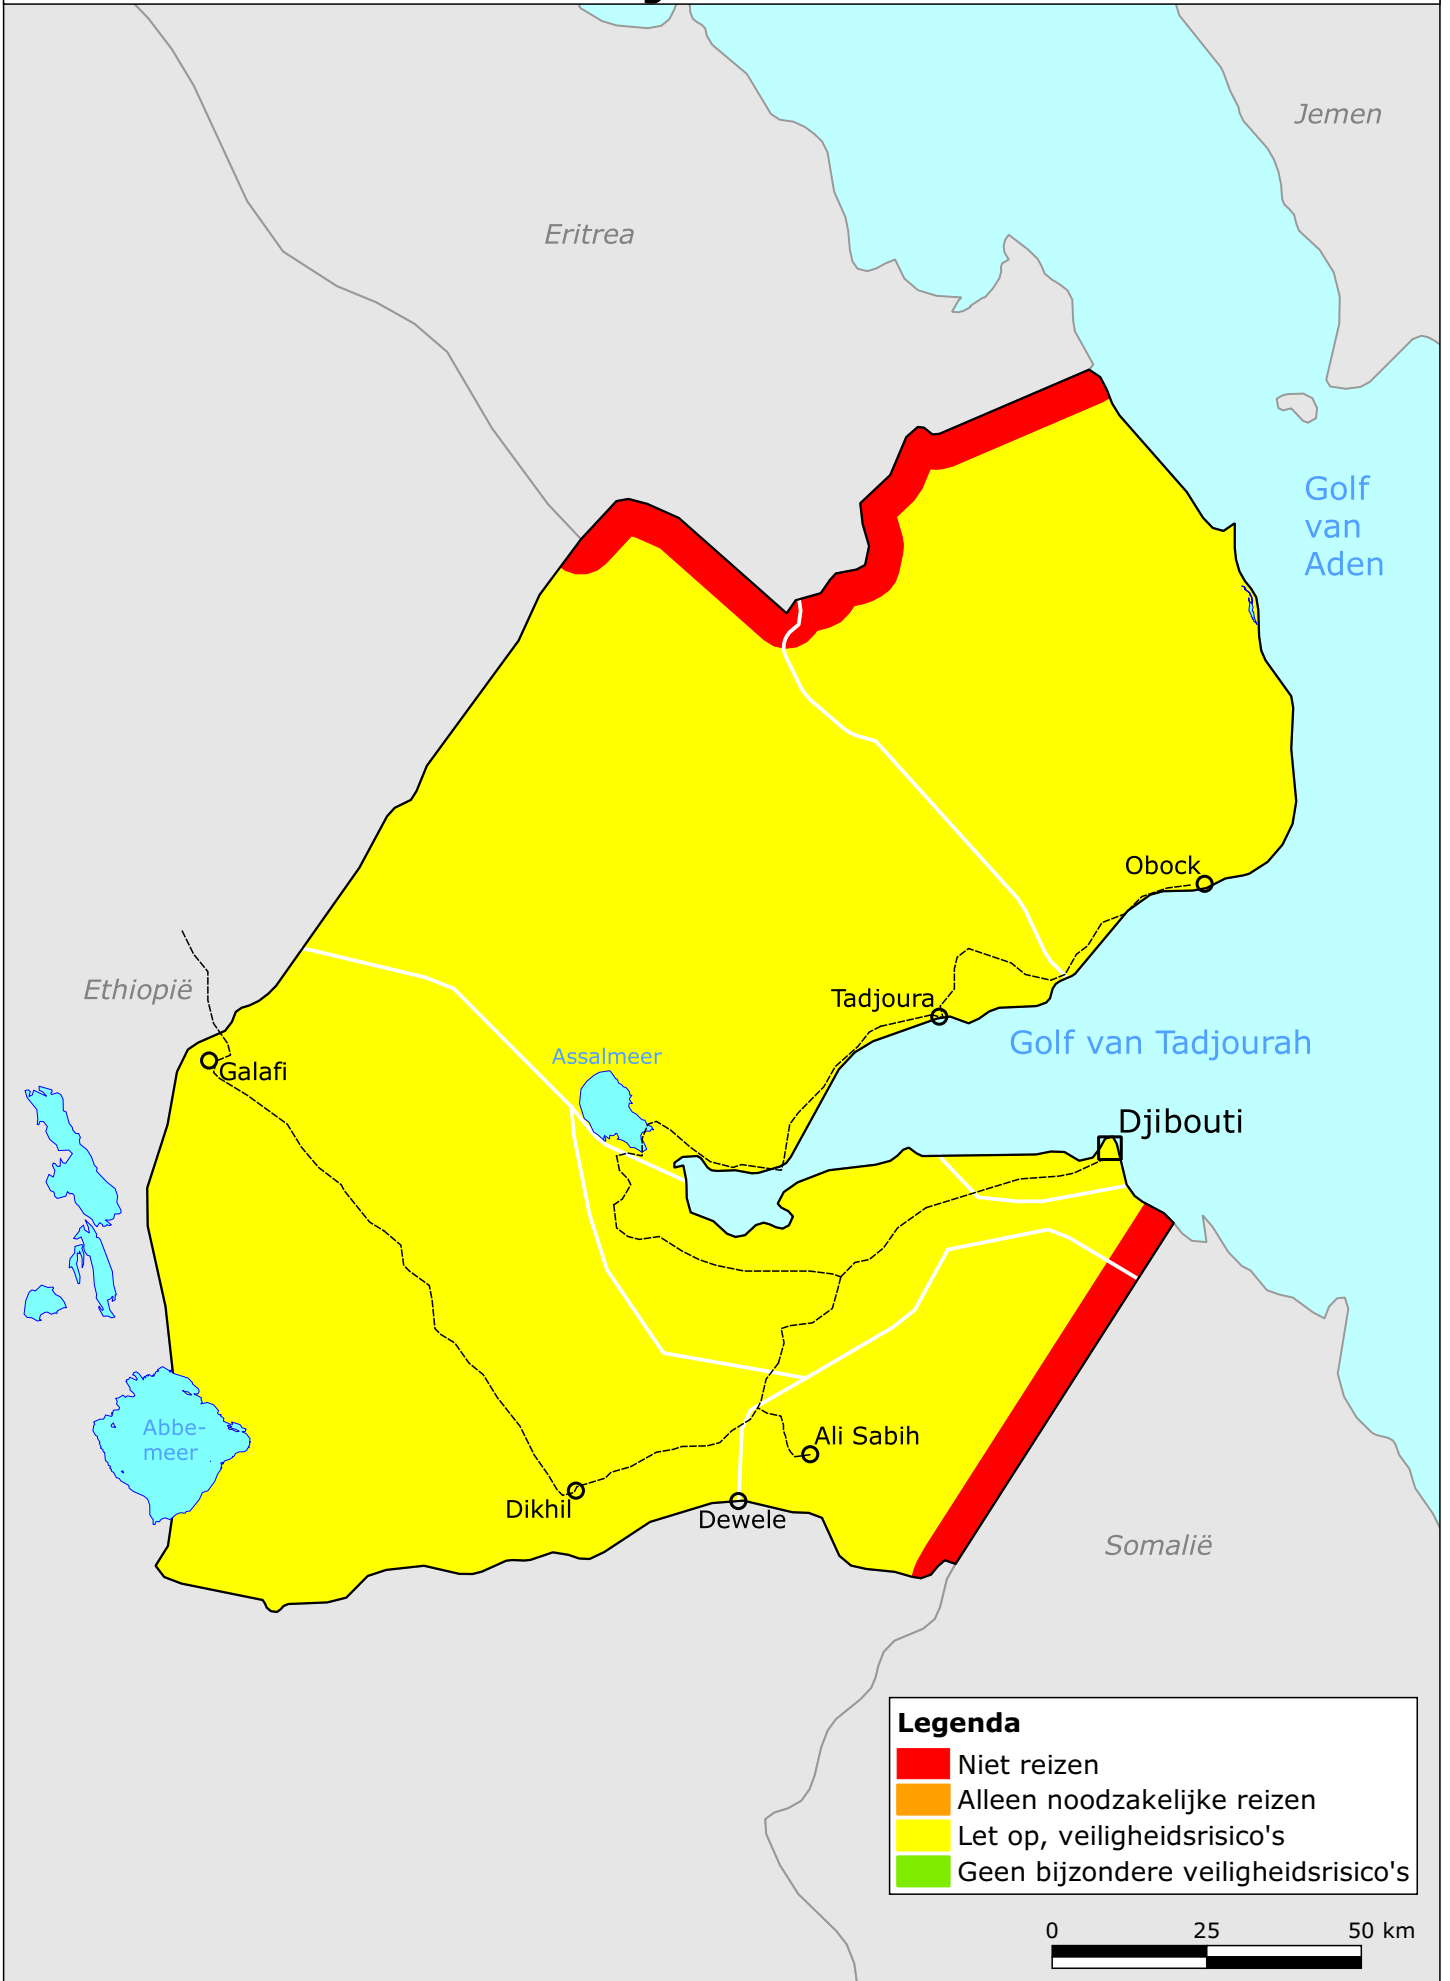 Jemen
Eritrea
Golf
van
Aden
Obock
Ethiopië
Tadjoura
Golf van Tadjourah
Assalmeer
Galafi
Djibouti
Abbe-
meer
Ali Sabih
Dikhil
Dewele
Somalië
Legenda
Niet reizen
Alleen noodzakelijke reizen
Let op, veiligheidsrisico's
Geen bijzondere veiligheidsrisico's
0 25 50 km